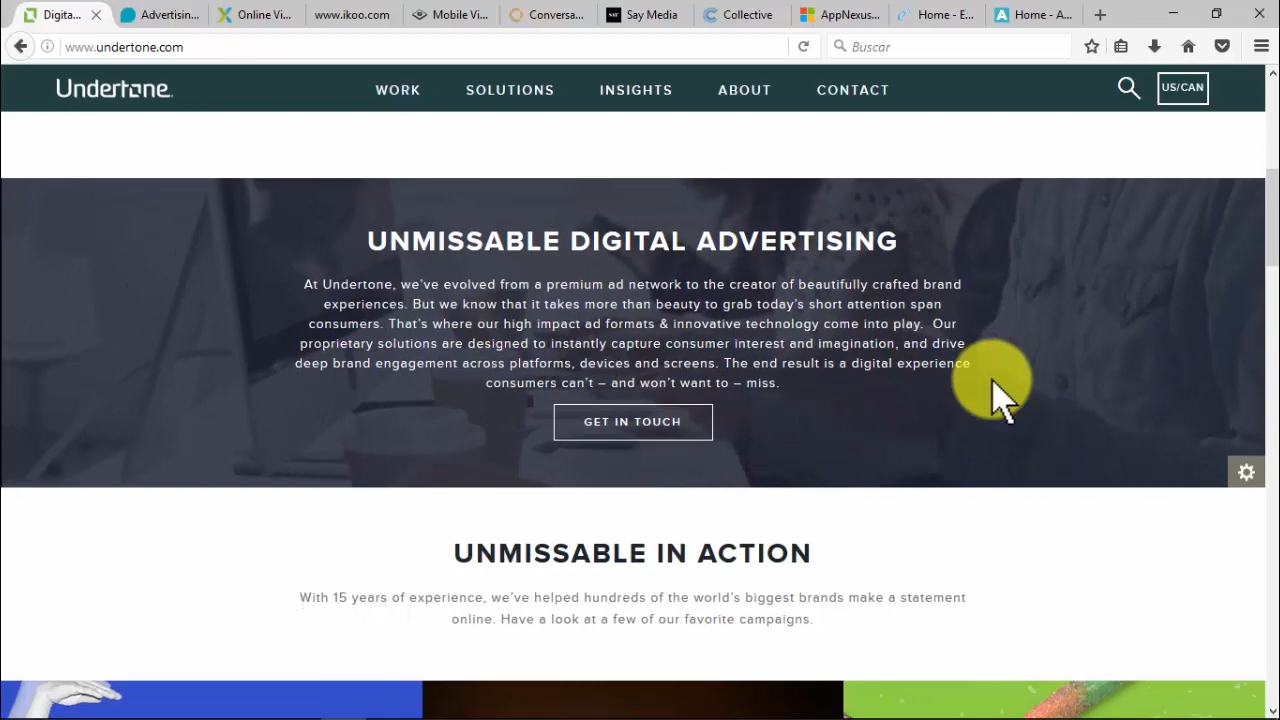 Digita...
Advertisin...
Online Vi...
www.ikoo.com
Mobile Vi...
Conversa...
SAY
Say Media
Collective
AppNexus...
Home - E...
Home - A...
www.undertone.com
Buscar
Undertone
WORK
SOLUTIONS
INSIGHTS
ABOUT
CONTACT
US/CAN
UNMISSABLE DIGITAL ADVERTISING
At Undertone, we've evolved from a premium ad network to the creator of beautifully crafted brand
experiences. But we know that it takes more than beauty to grab today's short attention span
consumers. That's where our high impact ad formats & innovative technology come into play. Our
proprietary solutions are designed to instantly capture consumer interest and imagination, and drive
deep brand engagement across platforms, devices and screens. The end result is a digital experience
consumers can't – and won't want to – miss.
GET IN TOUCH
UNMISSABLE IN ACTION
With 15 years of experience, we've helped hundreds of the world's biggest brands make a statement
online. Have a look at a few of our favorite campaigns.